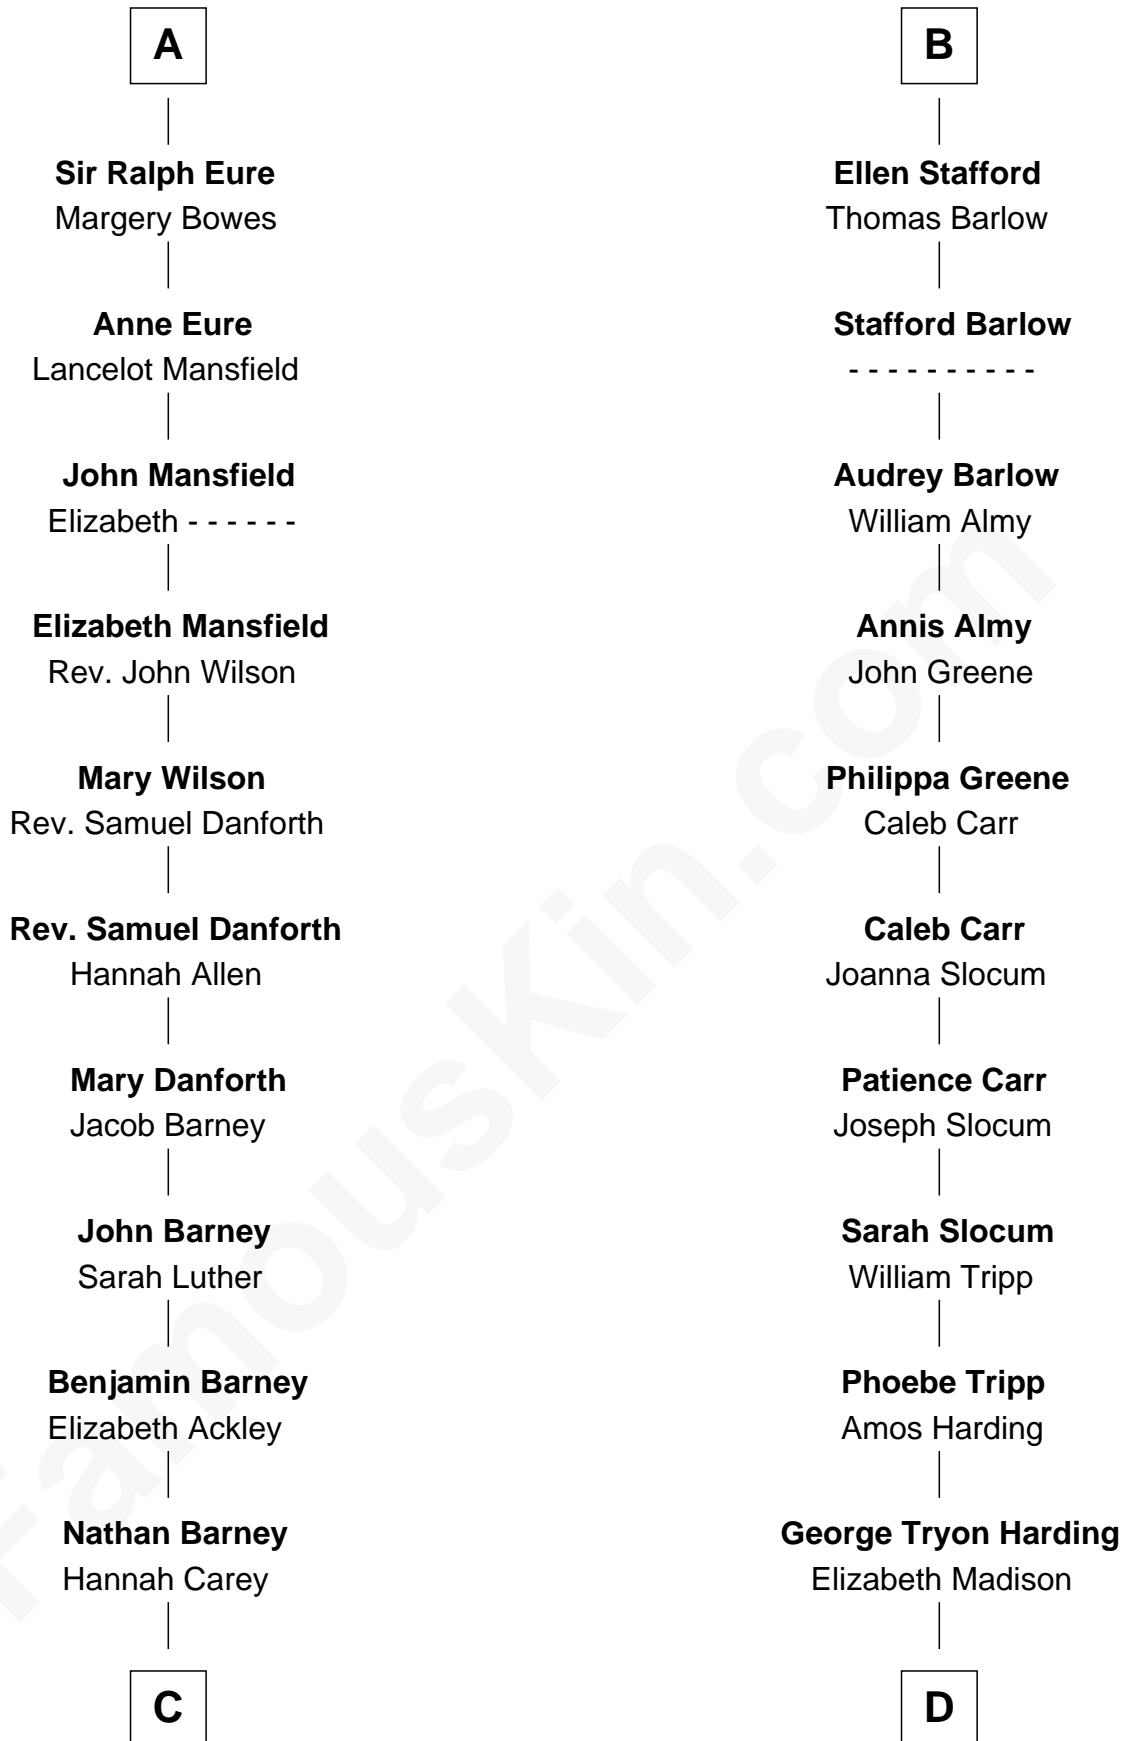 A
Sir Ralph Eure
Margery Bowes
Anne Eure
Lancelot Mansfield
John Mansfield
Elizabeth - - - - - -
Elizabeth Mansfield
Rev. John Wilson
Mary Wilson
Rev. Samuel Danforth
Rev. Samuel Danforth
Hannah Allen
Mary Danforth
Jacob Barney
John Barney
Sarah Luther
Benjamin Barney
Elizabeth Ackley
Nathan Barney
Hannah Carey
C
B
Ellen Stafford
Thomas Barlow
Stafford Barlow
- - - - - - - - - -
Audrey Barlow
William Almy
Annis Almy
John Greene
Philippa Greene
Caleb Carr
Caleb Carr
Joanna Slocum
Patience Carr
Joseph Slocum
Sarah Slocum
William Tripp
Phoebe Tripp
Amos Harding
George Tryon Harding
Elizabeth Madison
D
FamousKin.com